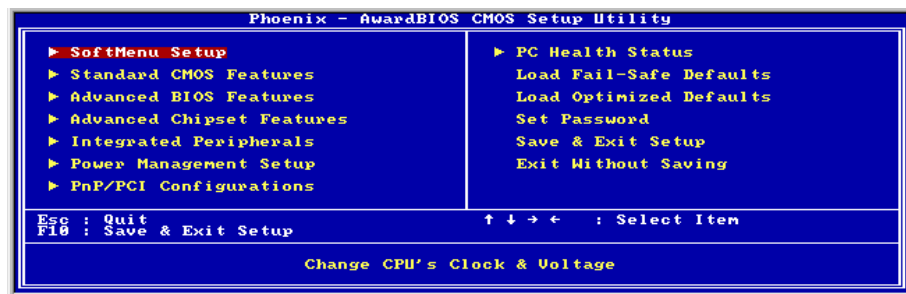 Phoenix - AwardBIOS CMOS Setup Utility
▶ SoftMenu Setup
▶ Standard CMOS Features
▶ Advanced BIOS Features
▶ Advanced Chipset Features
▶ Integrated Peripherals
▶ Power Management Setup
▶ PnP/PCI Configurations
▶ PC Health Status
Load Fail-Safe Defaults
Load Optimized Defaults
Set Password
Save & Exit Setup
Exit Without Saving
Esc : Quit
F10 : Save & Exit Setup
↑ ↓ → ← : Select Item
Change CPU's Clock & Voltage